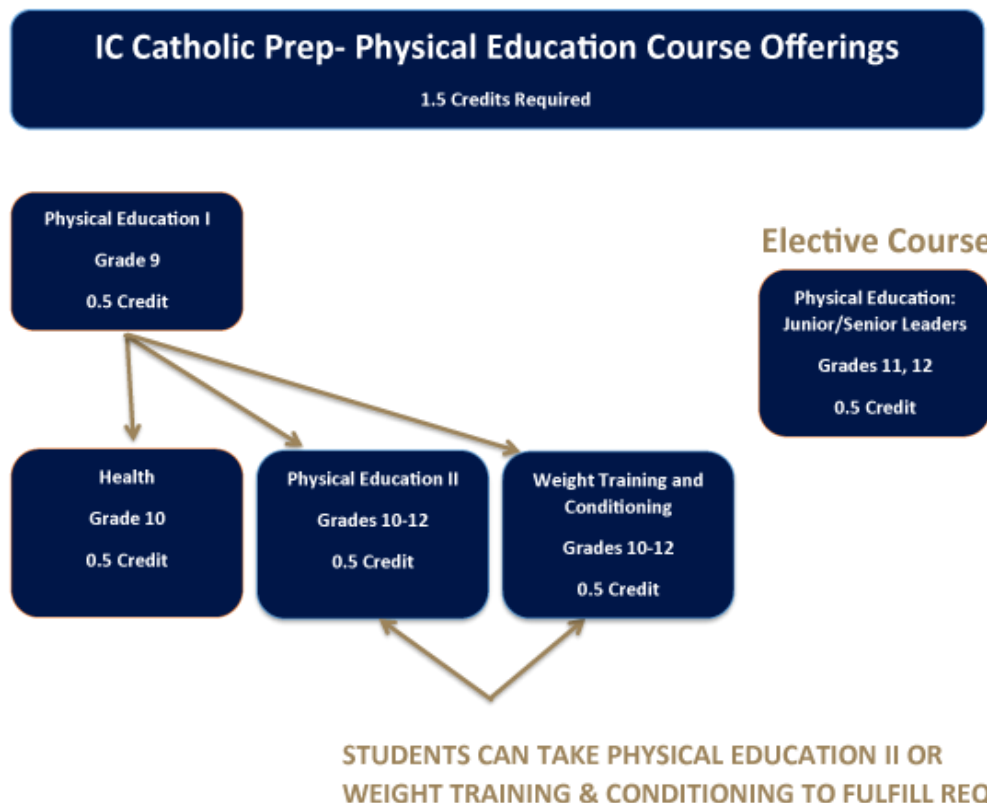 IC Catholic Prep- Physical Education Course Offerings
1.5 Credits Required
Physical Education I
Grade 9
0.5 Credit
Elective Course
Physical Education:
Junior/Senior Leaders
Grades 11, 12
0.5 Credit
Health
Grade 10
0.5 Credit
Physical Education II
Grades 10-12
0.5 Credit
Weight Training and
Conditioning
Grades 10-12
0.5 Credit
STUDENTS CAN TAKE PHYSICAL EDUCATION II OR
WEIGHT TRAINING & CONDITIONING TO FULFILL